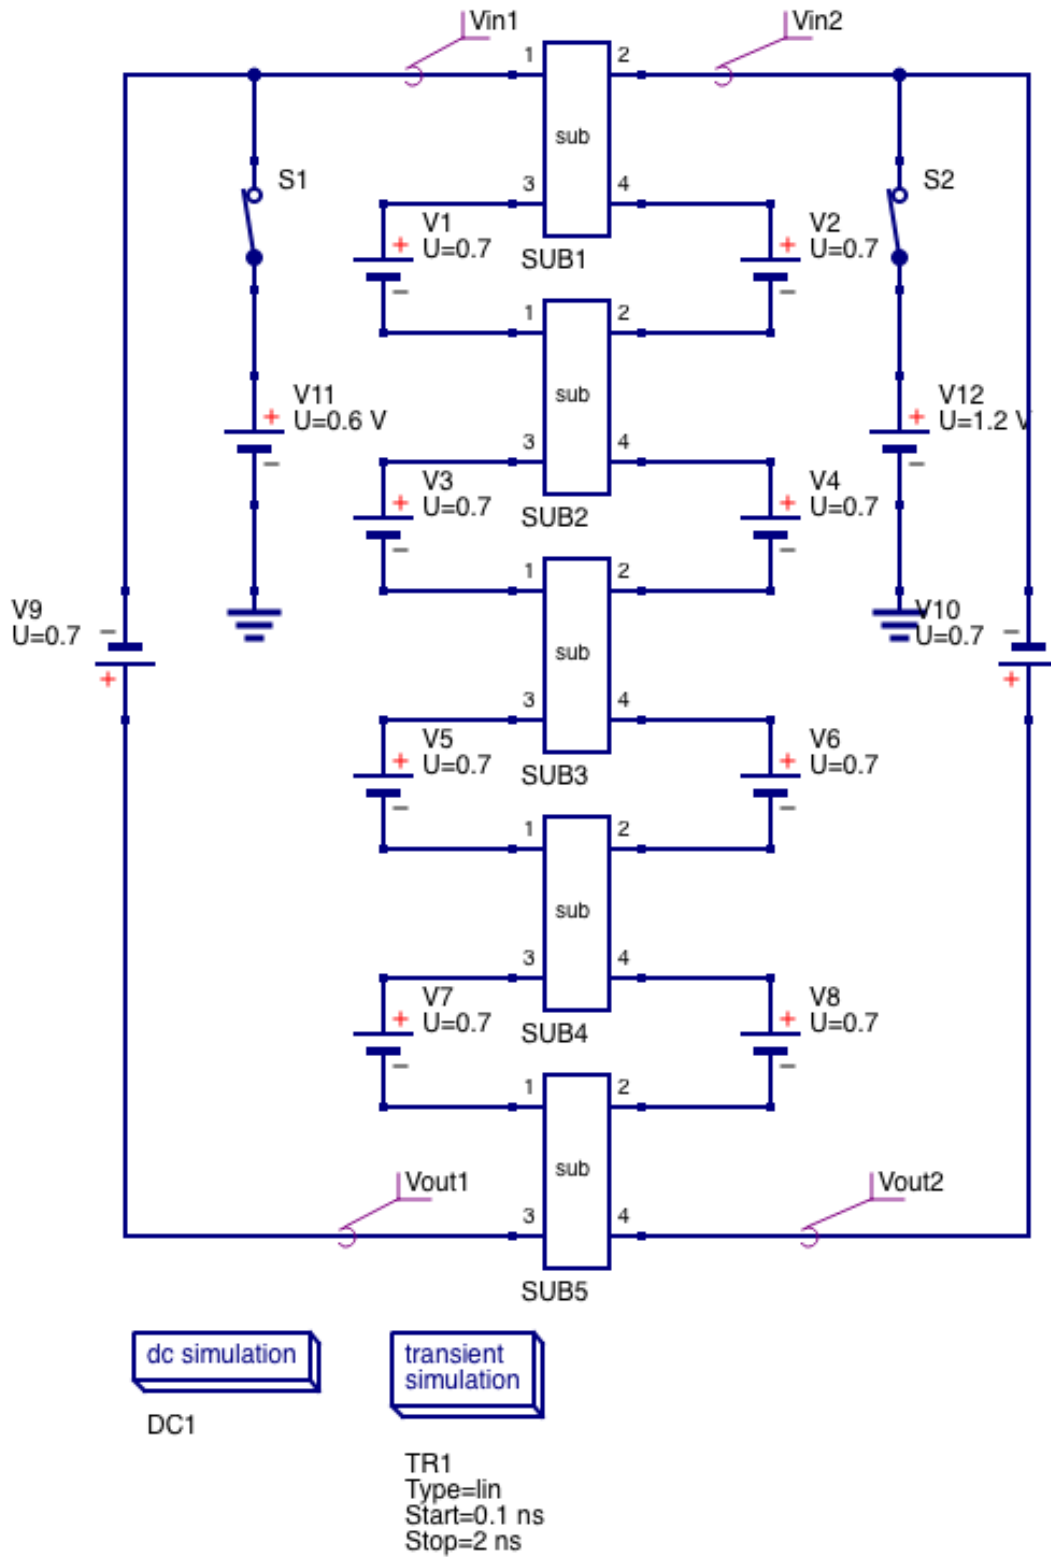 Vin1
Vin2
1
2
sub
3
4
SUB1
S1
S2
V1
U=0.7
V2
U=0.7
1
2
sub
3
4
SUB2
V11
U=0.6 V
V12
U=1.2 V
V3
U=0.7
V4
U=0.7
1
2
sub
3
4
SUB3
V9
U=0.7
V10
U=0.7
V5
U=0.7
V6
U=0.7
1
2
sub
3
4
SUB4
V7
U=0.7
V8
U=0.7
1
2
sub
3
4
SUB5
Vout1
Vout2
dc simulation
DC1
transient
simulation
TR1
Type=lin
Start=0.1 ns
Stop=2 ns